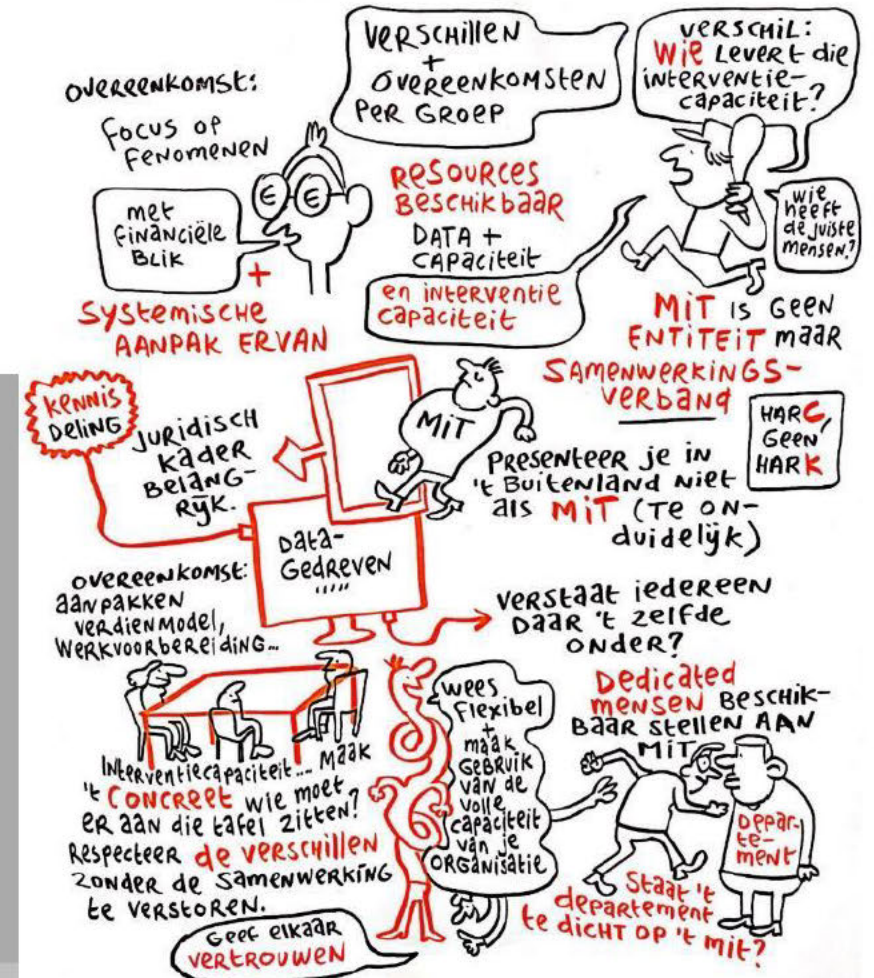 VERSCHILLEN
+
OVEREENKOMSTEN
PER GROEP
VERSCHIL:
WIE LEVERT DIE
INTERVENTIE-
CAPACITEIT?
OVEREENKOMST:
FOCUS OP
FENOMENEN
MET
FINANCIËLE
BLIK
€ €
+
SYSTEMISCHE
AANPAK ERVAN
RESOURCES
BESCHIKBAAR
DATA +
CAPACITEIT
EN INTERVENTIE
CAPACITEIT
WIE
HEEFT
DE JUISTE
MENSEN?
MIT IS GEEN
ENTITEIT MAAR
SAMENWERKINGS-
VERBAND
KENNIS
DELING
JURIDISCH
KADER
BELANG-
RIJK.
MIT
HARC,
GEEN
HARK
PRESENTEER JE IN
'T BUITENLAND NIET
ALS MIT (TE ON-
DUIDELIJK)
DATA-
GEDREVEN
OVEREENKOMST:
AANPAKKEN
VERDIENMODEL,
WERKVOORBEREIDING...
VERSTAAT IEDEREEN
DAAR 'T ZELFDE
ONDER?
INTERVENTIECAPACITEIT... MAAK
'T CONCREET WIE MOET
ER AAN DIE TAFEL ZITTEN?
RESPECTEER DE VERSCHILLEN
ZONDER DE SAMENWERKING
TE VERSTOREN.
GEEF ELKAAR
VERTROUWEN
WEES
FLEXIBEL
+
MAAK
GEBRUIK
VAN DE
VOLLE
CAPACITEIT
VAN JE
ORGANISATIE
DEDICATED
MENSEN BESCHIK-
BAAR STELLEN AAN
MIT
DEPAR-
TE-
MENT
STAAT 'T
DEPARTEMENT
TE DICHT OP 'T MIT?